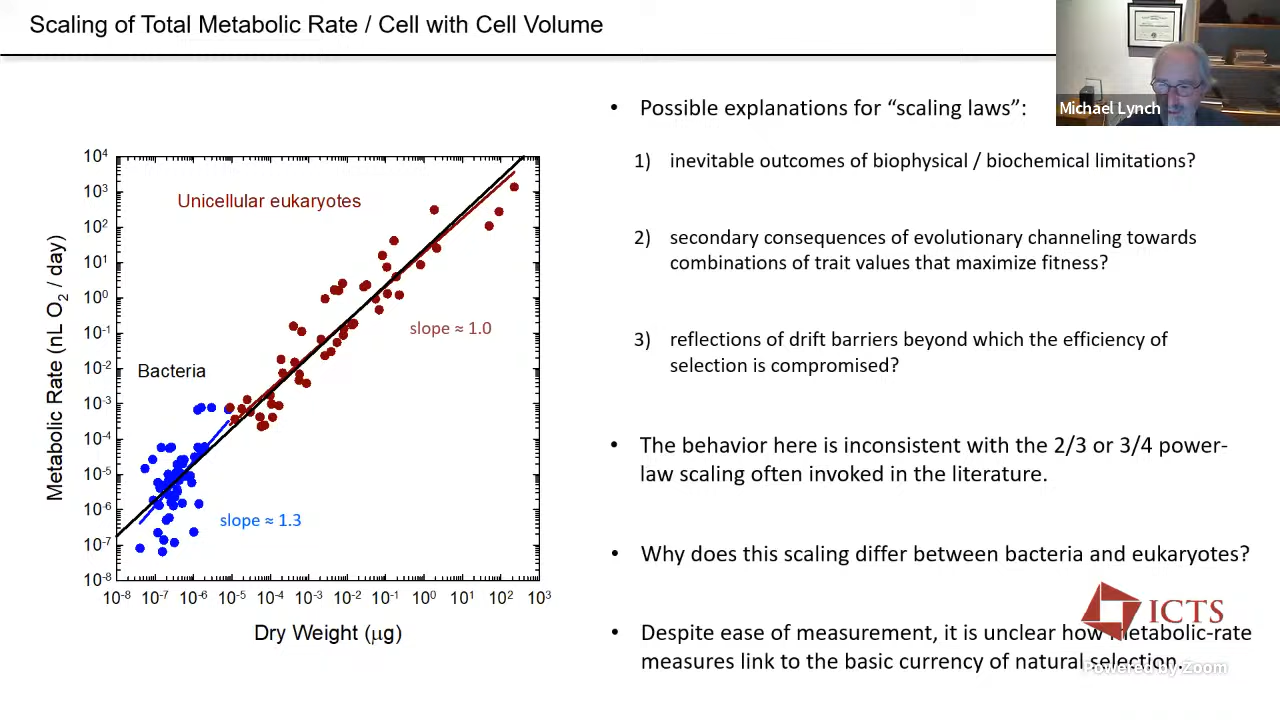 Scaling of Total Metabolic Rate / Cell with Cell Volume
Michael Lynch
10⁴
10³
10²
10¹
10⁰
10⁻¹
10⁻²
10⁻³
10⁻⁴
10⁻⁵
10⁻⁶
10⁻⁷
10⁻⁸
Metabolic Rate (nL O₂ / day)
Unicellular eukaryotes
slope ≈ 1.0
Bacteria
slope ≈ 1.3
10⁻⁸ 10⁻⁷ 10⁻⁶ 10⁻⁵ 10⁻⁴ 10⁻³ 10⁻² 10⁻¹ 10⁰ 10¹ 10² 10³
Dry Weight (μg)
• Possible explanations for “scaling laws”:
1) inevitable outcomes of biophysical / biochemical limitations?
2) secondary consequences of evolutionary channeling towards
combinations of trait values that maximize fitness?
3) reflections of drift barriers beyond which the efficiency of
selection is compromised?
• The behavior here is inconsistent with the 2/3 or 3/4 power-
law scaling often invoked in the literature.
• Why does this scaling differ between bacteria and eukaryotes?
ICTS
• Despite ease of measurement, it is unclear how metabolic-rate
measures link to the basic currency of natural selection.
Powered by Zoom